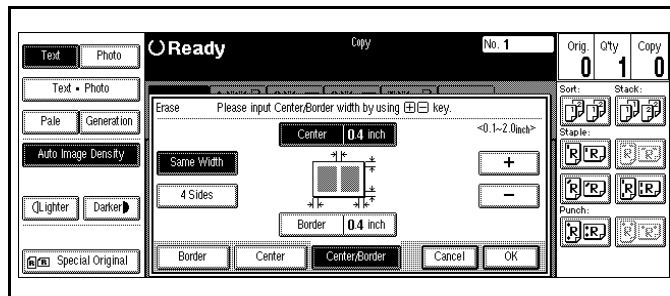 Text Photo
Text • Photo
Pale Generation
Auto Image Density
Lighter Darker
Special Original
Ready Copy No. 1
Orig. Q'ty Copy
0 1 0
Erase Please input Center/Border width by using + − key.
Center 0.4 inch <0.1~2.0inch>
Same Width +
4 Sides −
Border 0.4 inch
Border Center Center/Border Cancel OK
Sort: Stack:
Staple:
Punch: